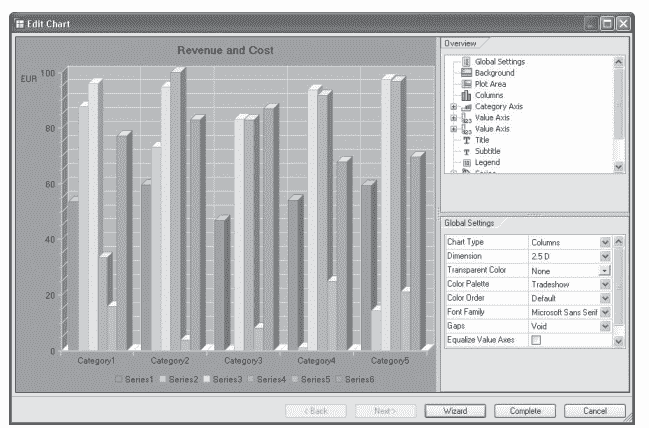 Edit Chart
Revenue and Cost
EUR
100
80
60
40
20
0
Category1
Category2
Category3
Category4
Category5
Series1
Series2
Series3
Series4
Series5
Series6
Overview
Global Settings
Background
Plot Area
Columns
Category Axis
Value Axis
Value Axis
Title
Subtitle
Legend
Series
Global Settings
Chart Type Columns
Dimension 2.5 D
Transparent Color None
Color Palette Tradeshow
Color Order Default
Font Family Microsoft Sans Serif
Gaps Void
Equalize Value Axes
< Back
Next >
Wizard
Complete
Cancel